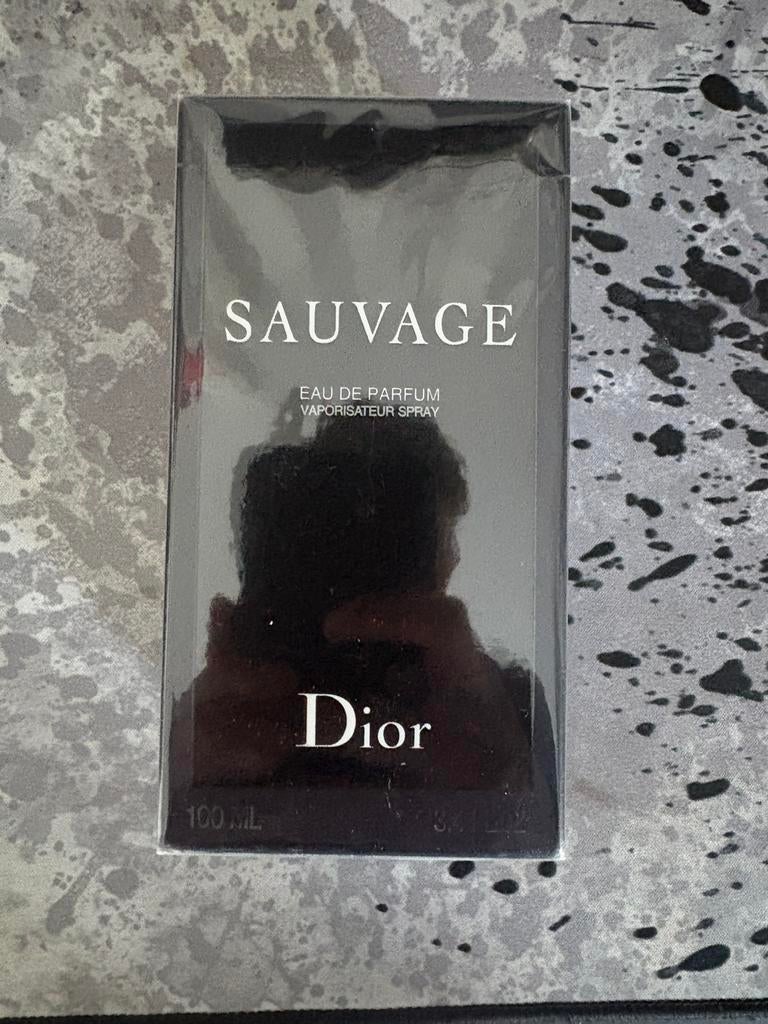 SAUVAGE
EAU DE PARFUM
VAPORISATEUR SPRAY
Dior
100 ML